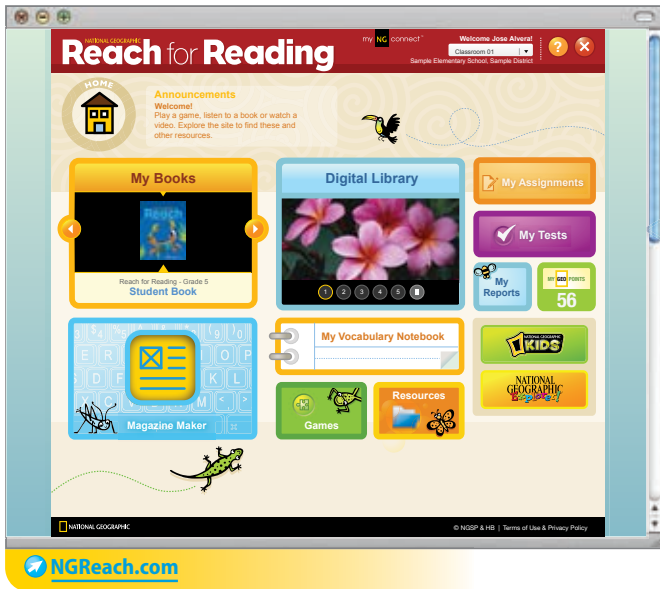 NATIONAL GEOGRAPHIC
Reach for Reading
my NG connect™
Welcome Jose Alvera!
Classroom 01
Sample Elementary School, Sample District
?
HOME
Announcements
Welcome!
Play a game, listen to a book or watch a
video. Explore the site to find these and
other resources.
My Books
Reach
Reach for Reading - Grade 5
Student Book
Digital Library
1 2 3 4 5
My Assignments
My Tests
My
Reports
MY GEO POINTS
56
Magazine Maker
My Vocabulary Notebook
Games
Resources
NATIONAL GEOGRAPHIC
KIDS
NATIONAL
GEOGRAPHIC
Explorer!
NATIONAL GEOGRAPHIC
© NGSP & HB | Terms of Use & Privacy Policy
NGReach.com